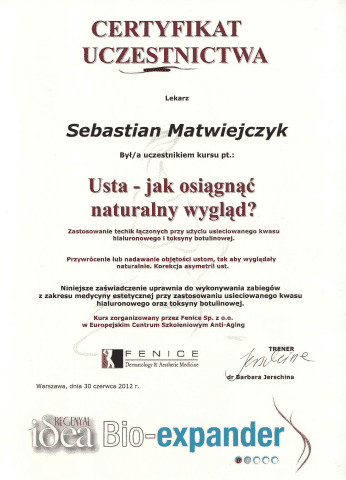 CERTYFIKAT
UCZESTNICTWA
Lekarz
Sebastian Matwiejczyk
Był/a uczestnikiem kursu pt.:
Usta - jak osiągnąć
naturalny wygląd?
Zastosowanie techik łączonych przy użyciu usieciowanego kwasu
hialuronowego i toksyny botulinowej.
Przywrócenie lub nadawanie objętości ustom, tak aby wyglądały
naturalnie. Korekcja asymetrii ust.
Niniejsze zaświadczenie uprawnia do wykonywania zabiegów
z zakresu medycyny estetycznej przy zastosowaniu usieciowanego kwasu
hialuronowego oraz toksyny botulinowej.
Kurs zorganizowany przez Fenice Sp. z o.o.
w Europejskim Centrum Szkoleniowym Anti-Aging
FENICE
Dermatology & Aesthetic Medicine
TRENER
Jerschina
dr Barbara Jerschina
Warszawa, dnia 30 czerwca 2012 r.
REGENYAL
idea Bio-expander